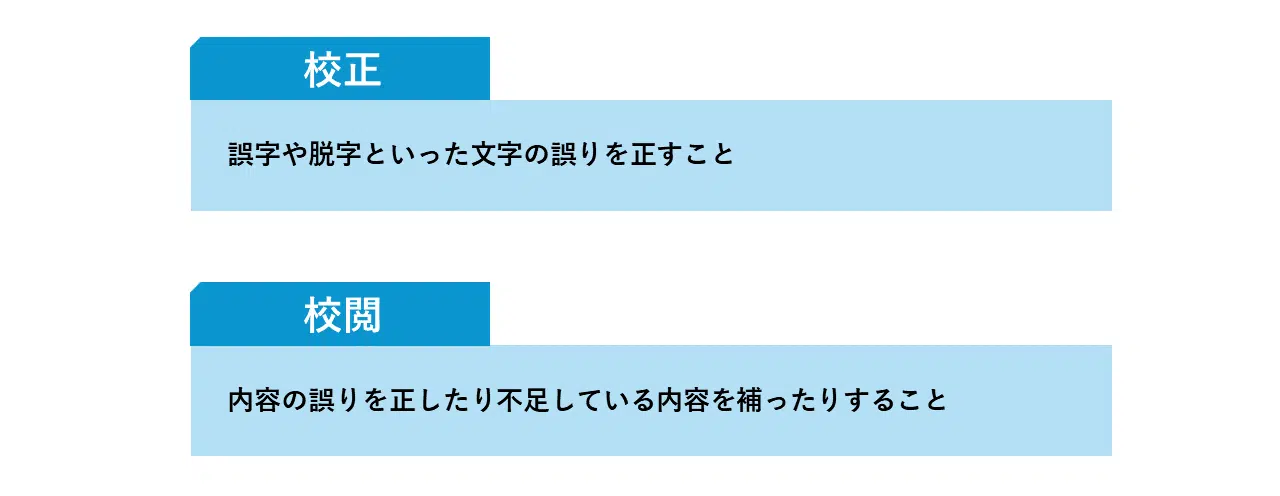 校正
誤字や脱字といった文字の誤りを正すこと
校閲
内容の誤りを正したり不足している内容を補ったりすること